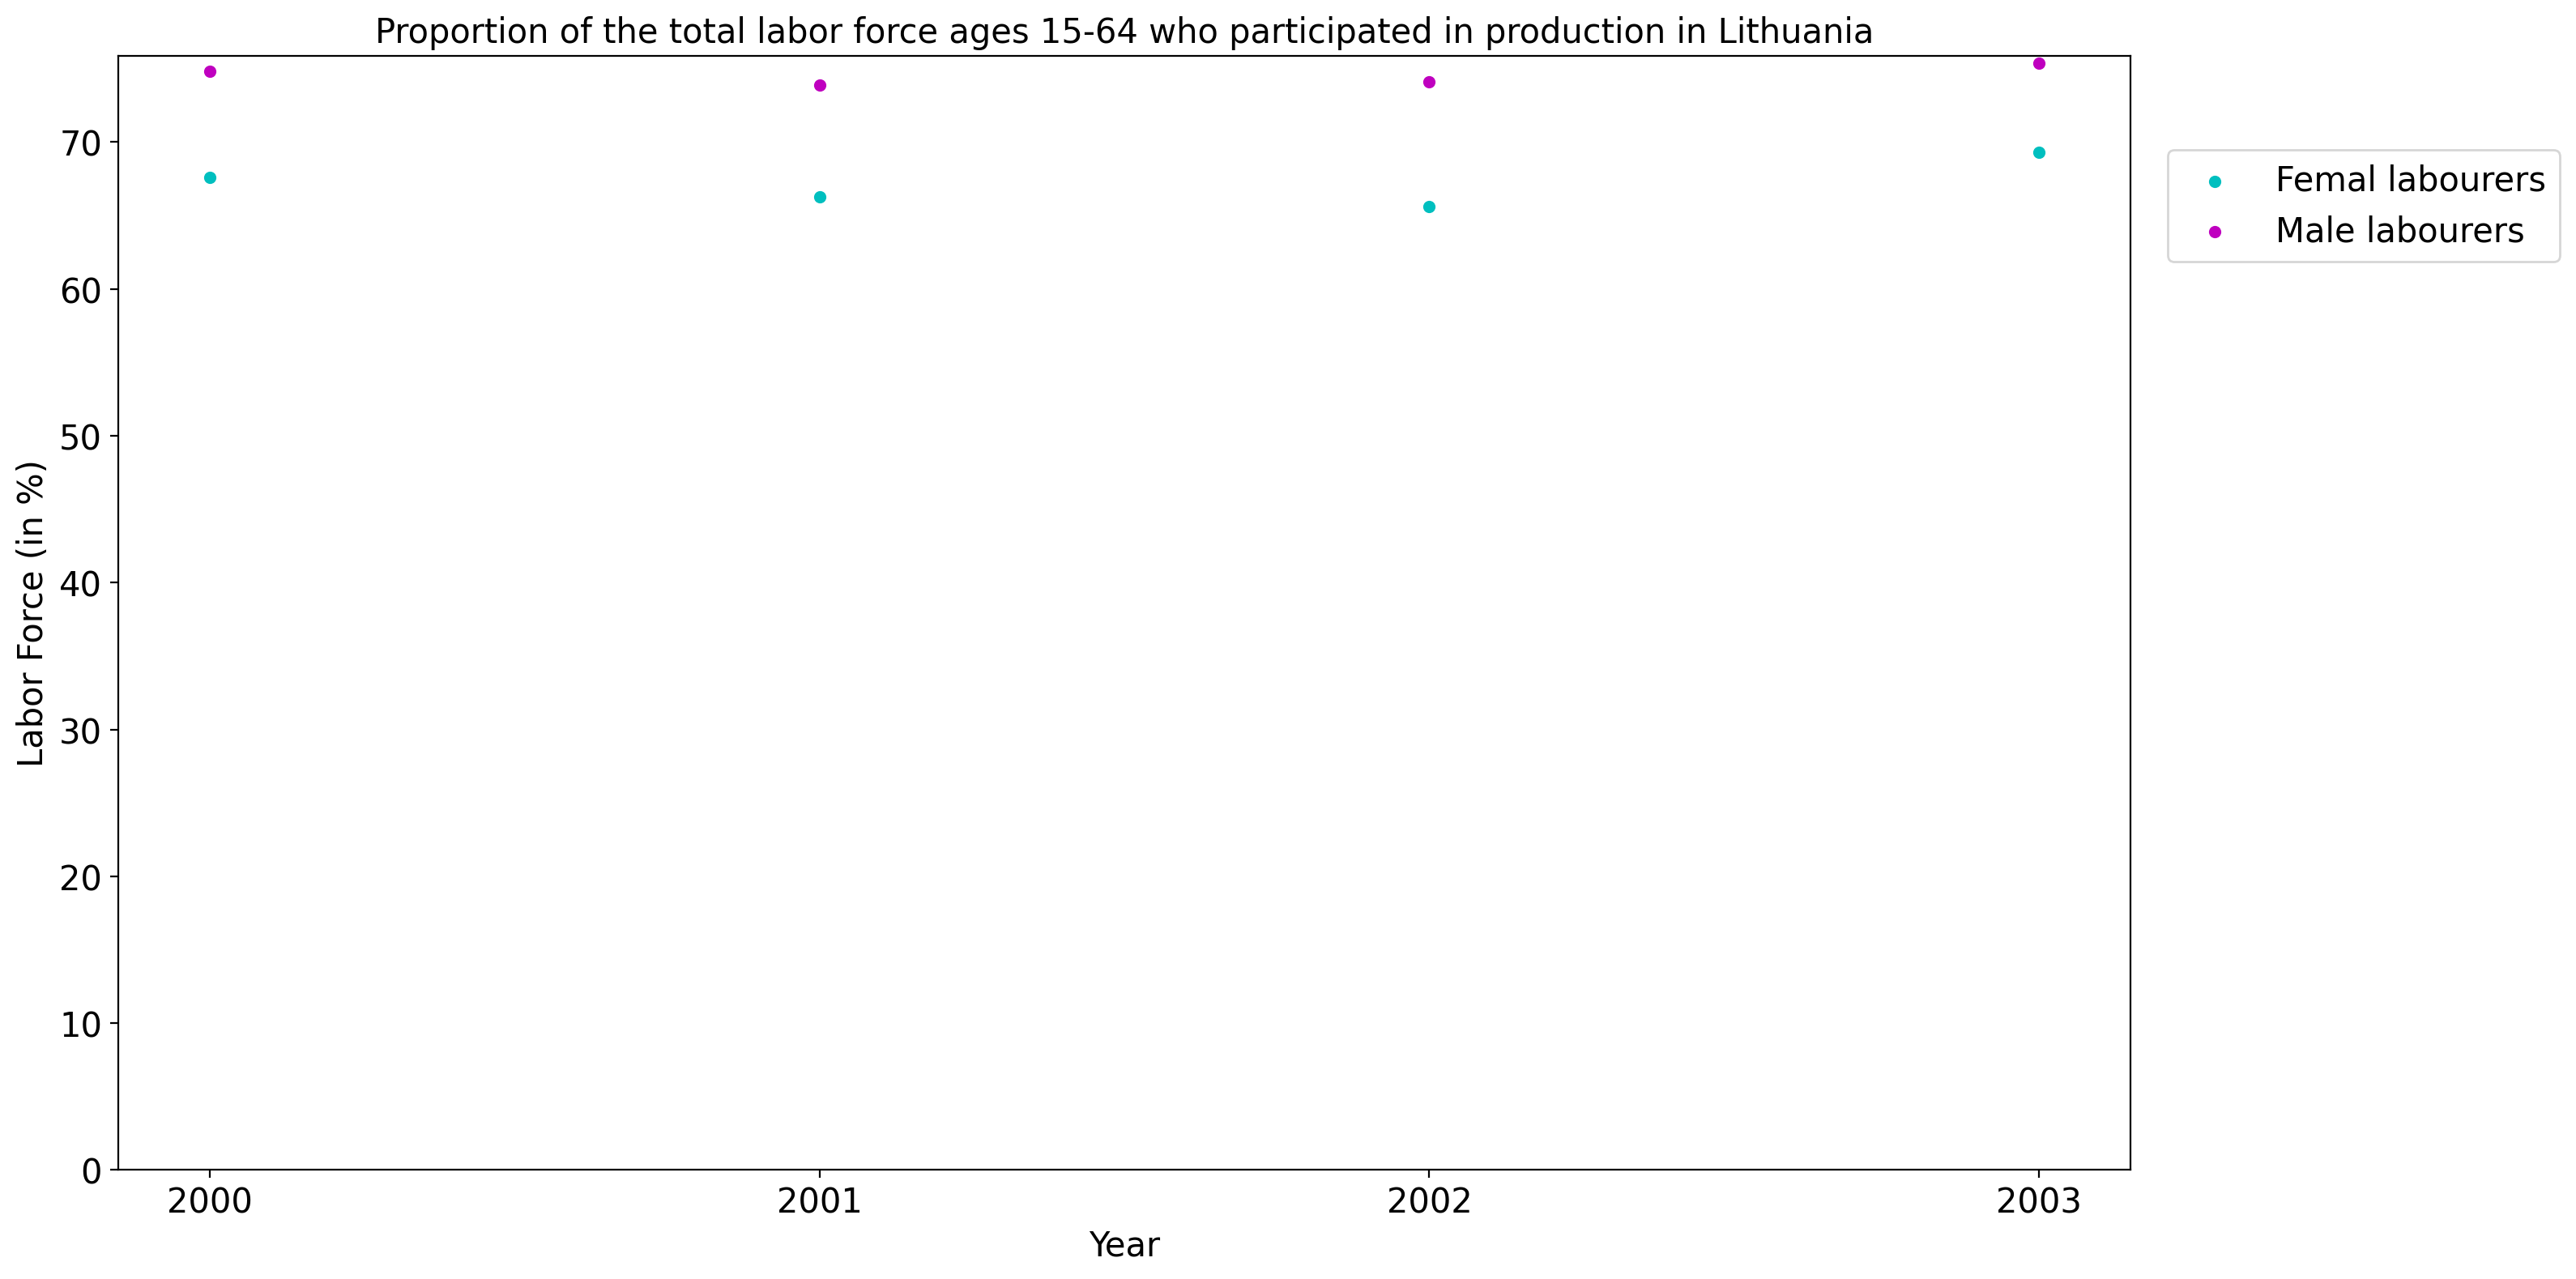 Proportion of the total labor force ages 15-64 who participated in production in Lithuania
Labor Force (in %)
70
60
50
40
30
20
10
0
2000 2001 2002 2003
Year
Femal labourers
Male labourers